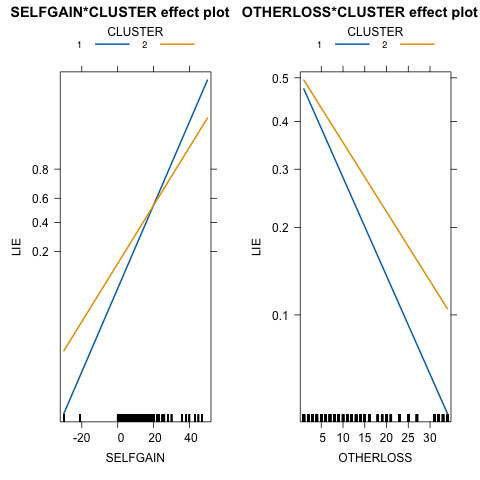 SELFGAIN*CLUSTER effect plot
CLUSTER
1 2
0.8
0.6
0.4
0.2
LIE
-20 0 20 40
SELFGAIN
OTHERLOSS*CLUSTER effect plot
CLUSTER
1 2
0.5
0.4
0.3
0.2
0.1
LIE
5 10 15 20 25 30
OTHERLOSS